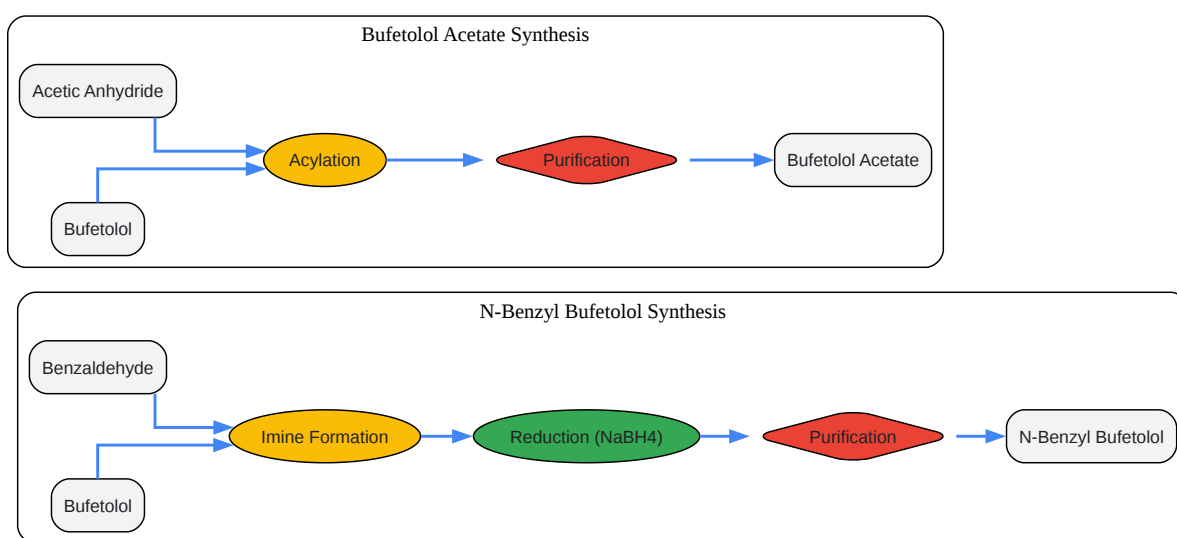 Bufetolol Acetate Synthesis
Acetic Anhydride
Acylation
Purification
Bufetolol Acetate
Bufetolol
N-Benzyl Bufetolol Synthesis
Benzaldehyde
Imine Formation
Reduction (NaBH4)
Purification
N-Benzyl Bufetolol
Bufetolol